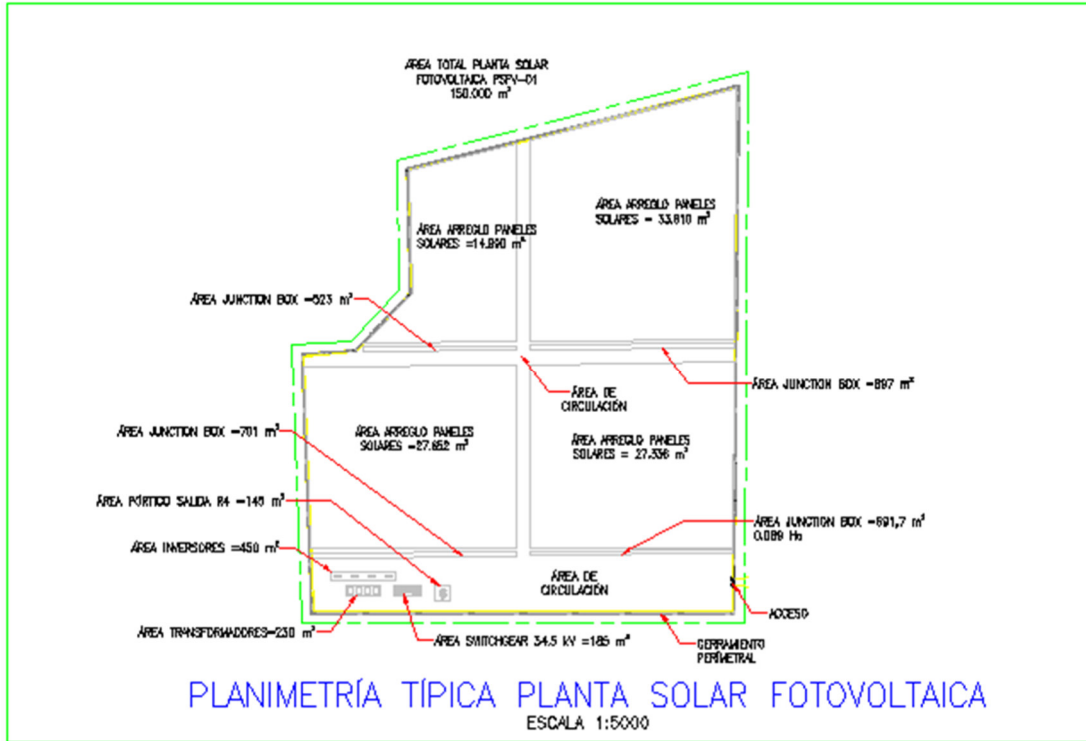 ÁREA TOTAL PLANTA SOLAR
FOTOVOLTAICA PSFV-01
150.000 m²
ÁREA ARREGLO PANELES
SOLARES = 33.810 m²
ÁREA ARREGLO PANELES
SOLARES =14.890 m²
ÁREA JUNCTION BOX =523 m²
ÁREA JUNCTION BOX =897 m²
ÁREA DE
CIRCULACIÓN
ÁREA JUNCTION BOX =701 m²
ÁREA ARREGLO PANELES
SOLARES =27.652 m²
ÁREA ARREGLO PANELES
SOLARES = 27.336 m²
ÁREA PÓRTICO SALIDA R4 =145 m²
ÁREA JUNCTION BOX =691,7 m²
0.089 Ha
ÁREA INVERSORES =450 m²
ÁREA DE
CIRCULACIÓN
ACCESO
ÁREA TRANSFORMADORES=230 m²
ÁREA SWITCHGEAR 34.5 kV =185 m²
CERRAMIENTO
PERÍMETRAL
PLANIMETRÍA TÍPICA PLANTA SOLAR FOTOVOLTAICA
ESCALA 1:5000